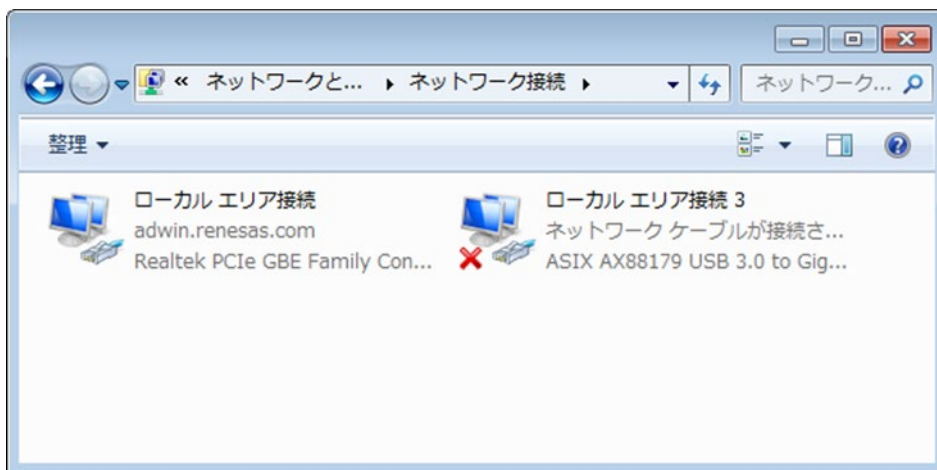 « ネットワークと... ▸ ネットワーク接続 ▸
ネットワーク...
整理
ローカル エリア接続
adwin.renesas.com
Realtek PCIe GBE Family Con...
ローカル エリア接続 3
ネットワーク ケーブルが接続さ...
ASIX AX88179 USB 3.0 to Gig...